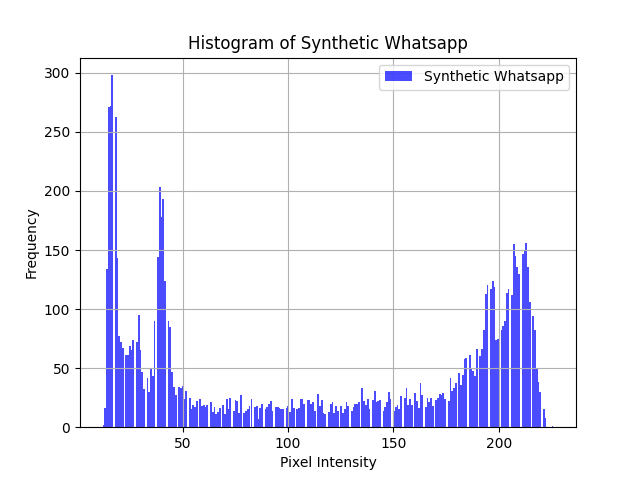 Histogram of Synthetic Whatsapp
Synthetic Whatsapp
Frequency
300
250
200
150
100
50
0
50 100 150 200
Pixel Intensity